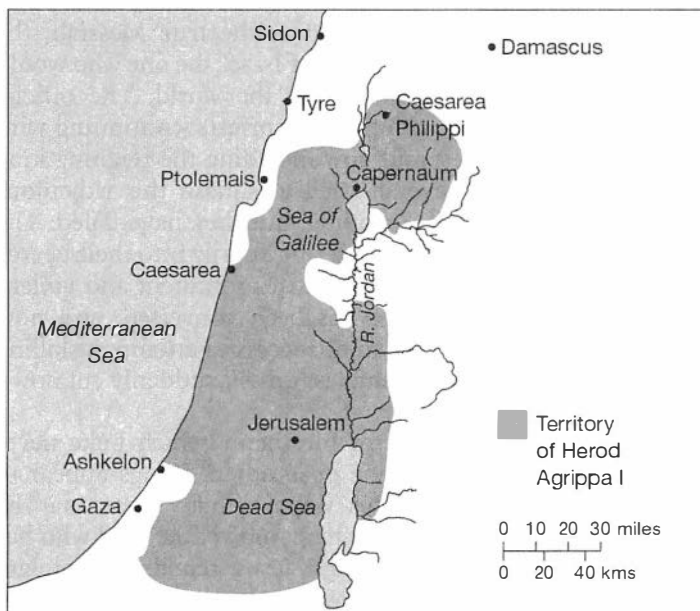 Sidon
Damascus
Tyre
Caesarea
Philippi
Ptolemais
Capernaum
Sea of
Galilee
Caesarea
R. Jordan
Mediterranean
Sea
Jerusalem
Territory
of Herod
Agrippa I
Ashkelon
Gaza
Dead Sea
0 10 20 30 miles
0 20 40 kms